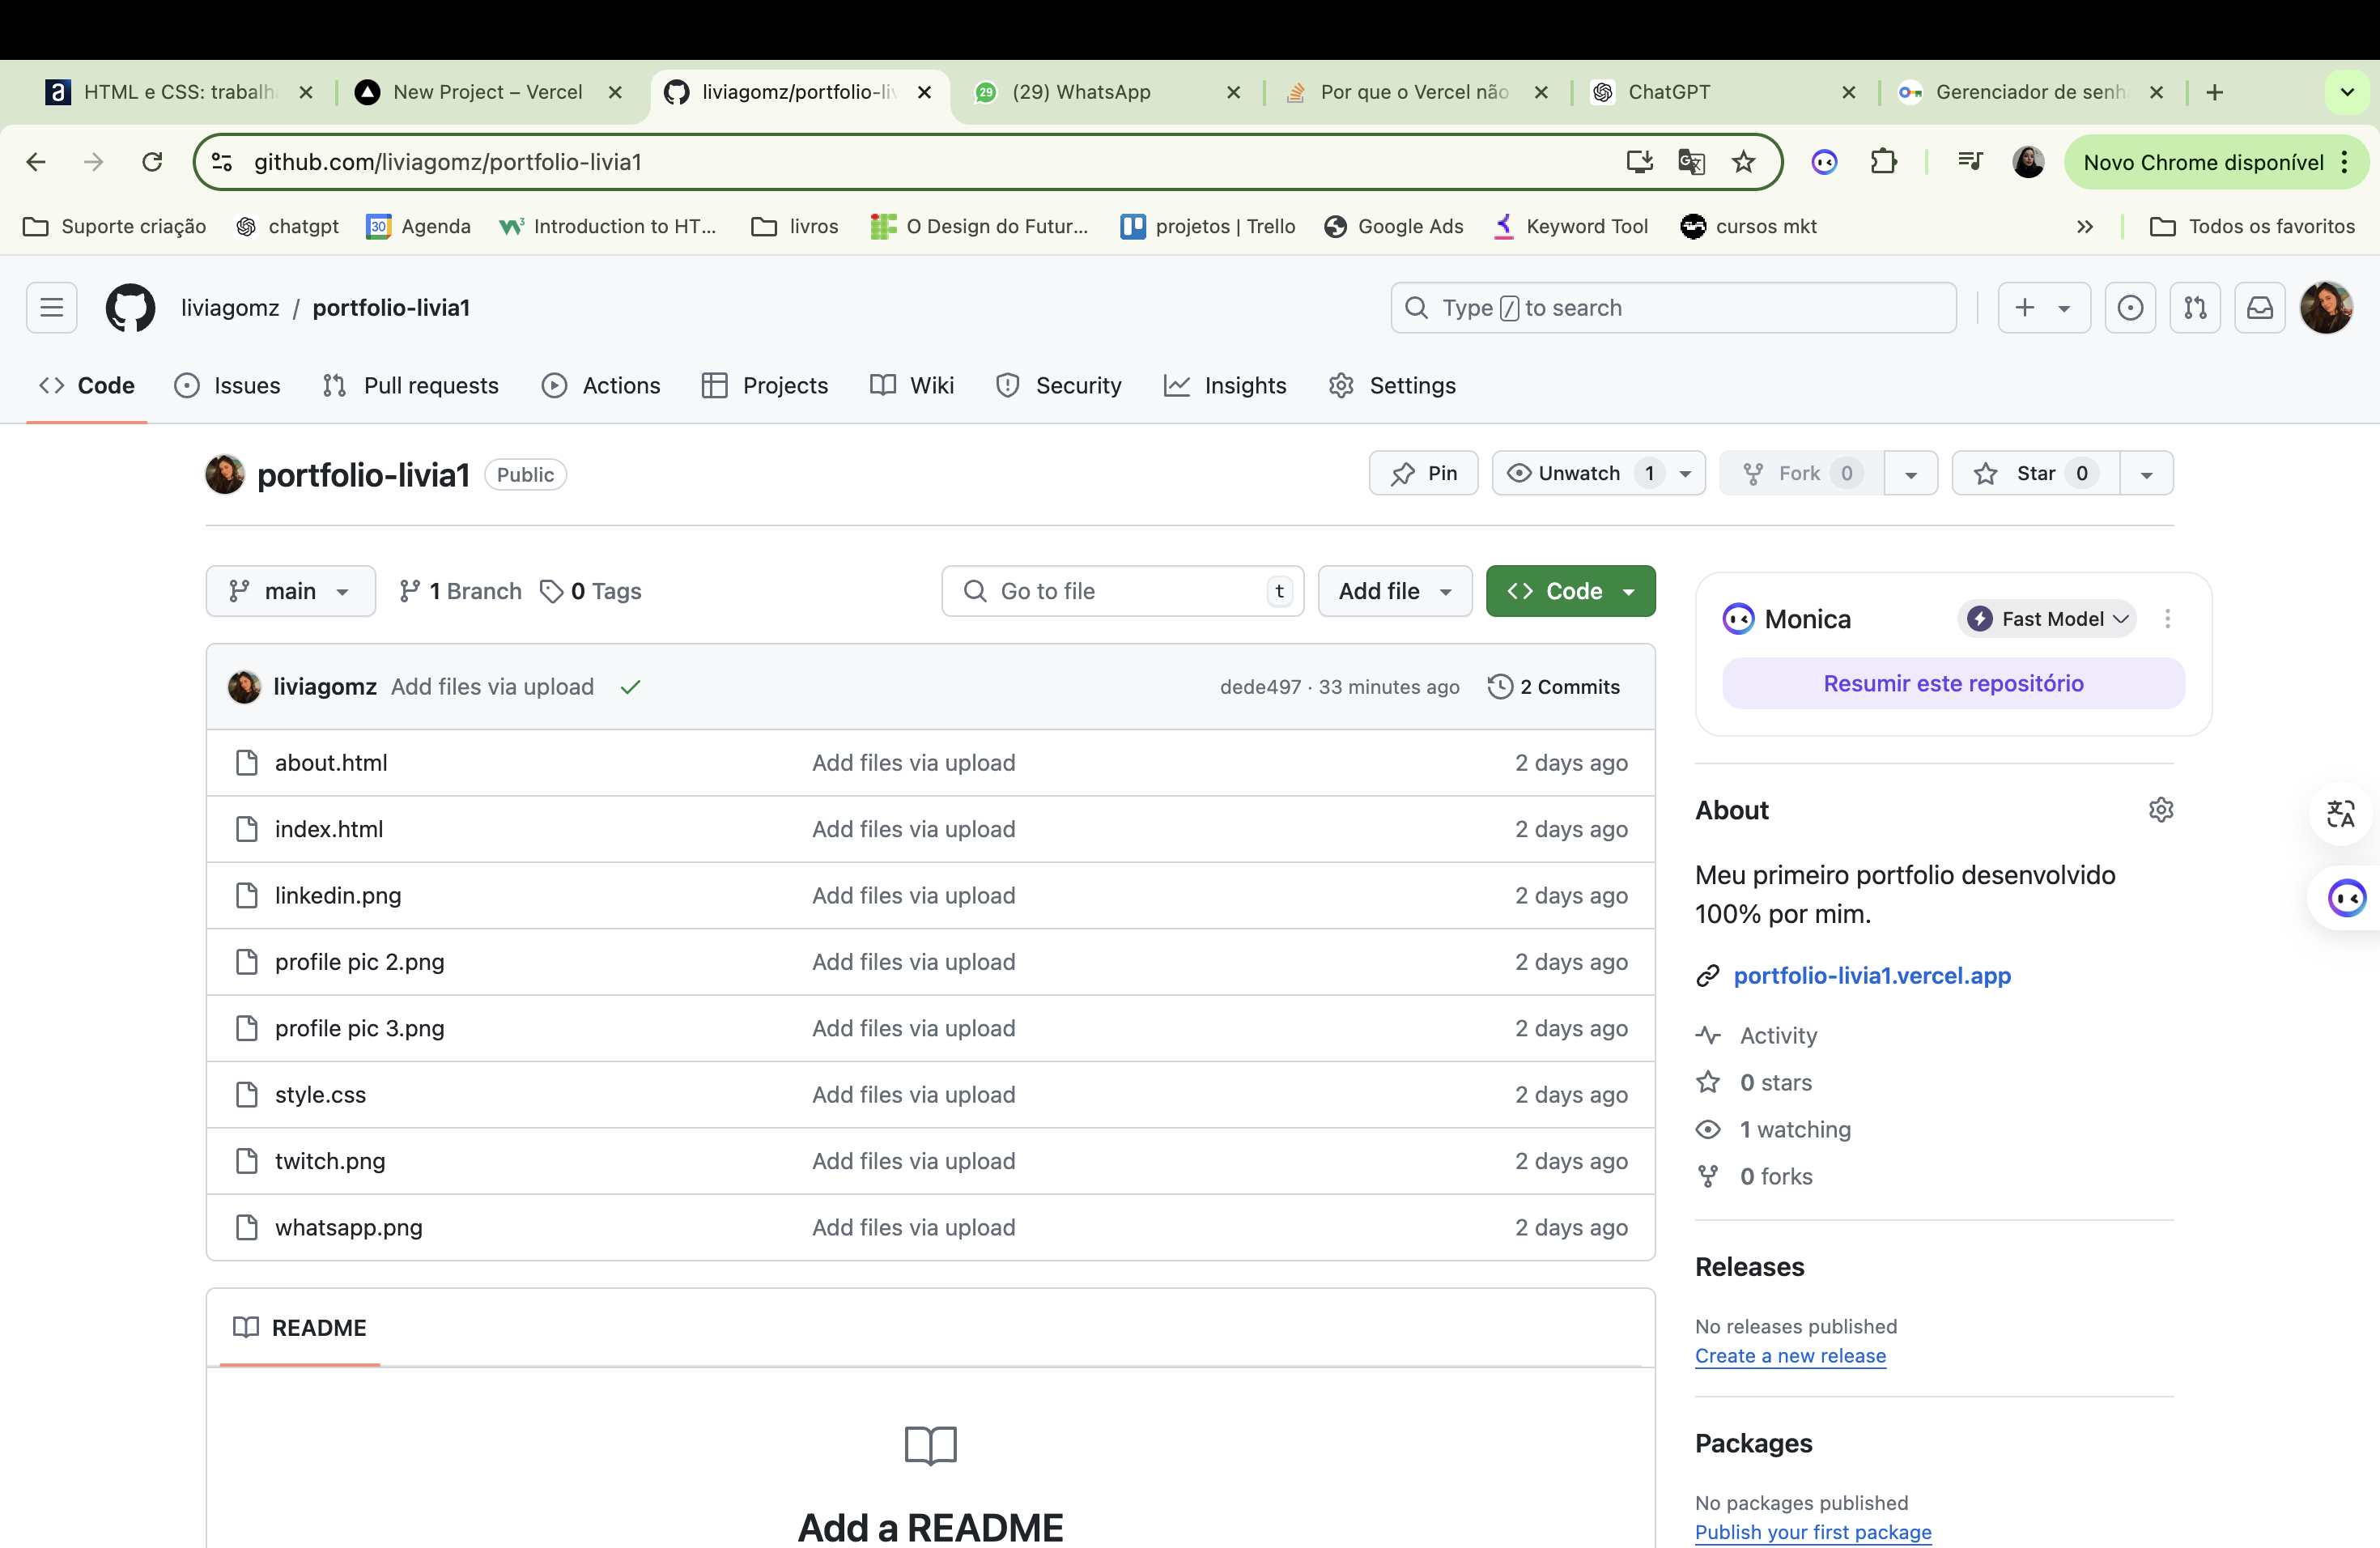 HTML e CSS: trabalh
New Project – Vercel
liviagomz/portfolio-liv
29
(29) WhatsApp
Por que o Vercel não
ChatGPT
Gerenciador de senh
github.com/liviagomz/portfolio-livia1
Novo Chrome disponível
Suporte criação
chatgpt
30
Agenda
Introduction to HT...
livros
O Design do Futur...
projetos | Trello
Google Ads
Keyword Tool
cursos mkt
Todos os favoritos
liviagomz / portfolio-livia1
Type / to search
Code
Issues
Pull requests
Actions
Projects
Wiki
Security
Insights
Settings
portfolio-livia1
Public
Pin
Unwatch 1
Fork 0
Star 0
main
1 Branch
0 Tags
Go to file
t
Add file
Code
liviagomz Add files via upload
dede497 · 33 minutes ago
2 Commits
about.html Add files via upload 2 days ago
index.html Add files via upload 2 days ago
linkedin.png Add files via upload 2 days ago
profile pic 2.png Add files via upload 2 days ago
profile pic 3.png Add files via upload 2 days ago
style.css Add files via upload 2 days ago
twitch.png Add files via upload 2 days ago
whatsapp.png Add files via upload 2 days ago
README
Add a README
Monica
Fast Model
Resumir este repositório
About
Meu primeiro portfolio desenvolvido
100% por mim.
portfolio-livia1.vercel.app
Activity
0 stars
1 watching
0 forks
Releases
No releases published
Create a new release
Packages
No packages published
Publish your first package